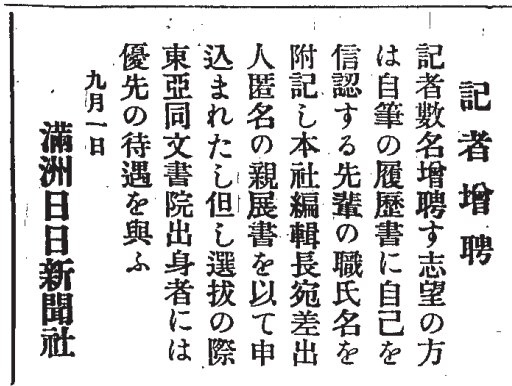 記者增聘
記者數名增聘す志望の方
は自筆の履歷書に自己を
信認する先輩の職氏名を
附記し本社編輯長宛差出
人匿名の親展書を以て申
込まれたし但し選拔の際
東亞同文書院出身者には
優先の待遇を與ふ
九月一日
滿洲日日新聞社